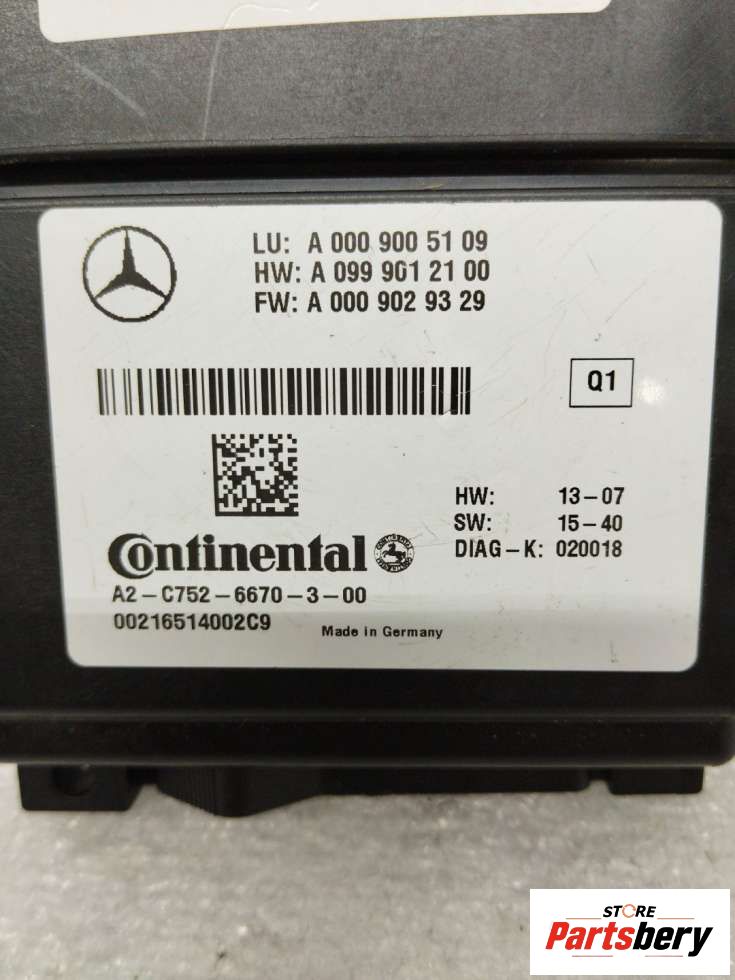 LU: A 000 900 51 09
HW: A 099 901 21 00
FW: A 000 902 93 29
Q1
HW: 13-07
SW: 15-40
DIAG-K: 020018
Continental
A2-C752-6670-3-00
00216514002C9
Made in Germany
STORE
Partsbery